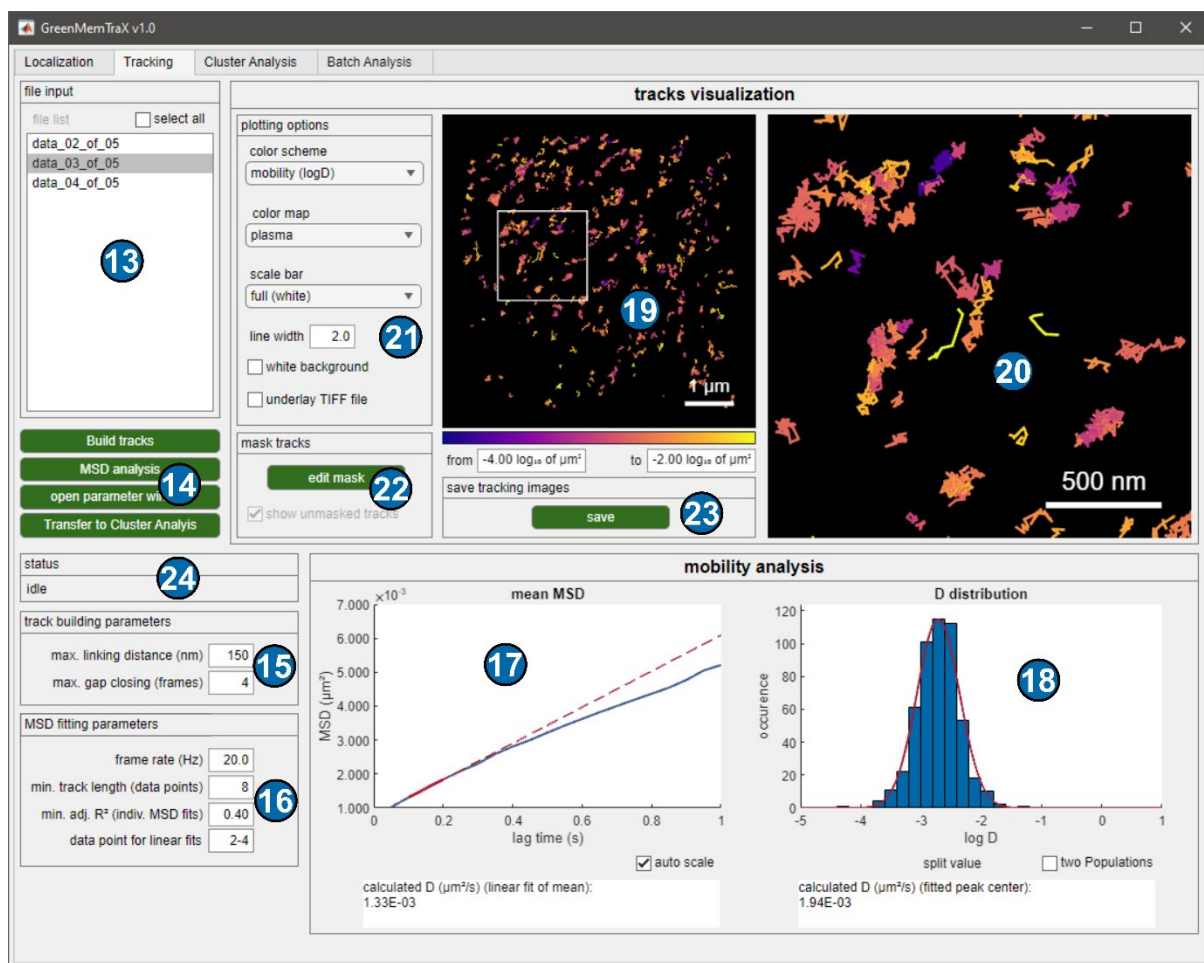 GreenMemTraX v1.0
Localization Tracking Cluster Analysis Batch Analysis
file input
file list select all
data_02_of_05
data_03_of_05
data_04_of_05
13
Build tracks
MSD analysis
14
open parameter
Transfer to Cluster Analyis
tracks visualization
plotting options
color scheme
mobility (logD)
color map
plasma
scale bar
full (white)
line width 2.0
21
white background
underlay TIFF file
mask tracks
edit mask
22
show unmasked tracks
19
1 µm
from -4.00 log₁₀ of µm² to -2.00 log₁₀ of µm²
save tracking images
save
23
20
500 nm
status
24
idle
track building parameters
max. linking distance (nm) 150
15
max. gap closing (frames) 4
MSD fitting parameters
frame rate (Hz) 20.0
min. track length (data points) 8
16
min. adj. R² (indiv. MSD fits) 0.40
data point for linear fits 2-4
mobility analysis
mean MSD
×10⁻³
7.000
6.000
5.000
4.000
3.000
2.000
1.000
MSD (µm²)
17
0 0.2 0.4 0.6 0.8 1
lag time (s)
auto scale
calculated D (µm²/s) (linear fit of mean):
1.33E-03
D distribution
120
100
80
60
40
20
0
occurence
18
-5 -4 -3 -2 -1 0 1
log D
split value two Populations
calculated D (µm²/s) (fitted peak center):
1.94E-03